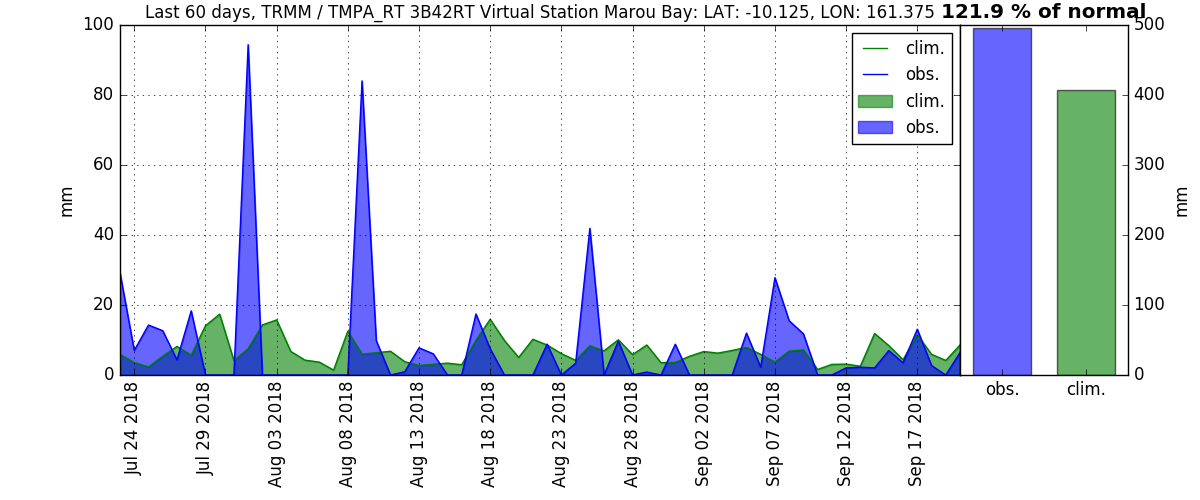 Last 60 days, TRMM / TMPA_RT 3B42RT Virtual Station Marou Bay: LAT: -10.125, LON: 161.375 121.9 % of normal
100
80
60
40
20
0
mm
clim.
obs.
clim.
obs.
500
400
300
200
100
0
mm
obs.
clim.
Jul 24 2018
Jul 29 2018
Aug 03 2018
Aug 08 2018
Aug 13 2018
Aug 18 2018
Aug 23 2018
Aug 28 2018
Sep 02 2018
Sep 07 2018
Sep 12 2018
Sep 17 2018